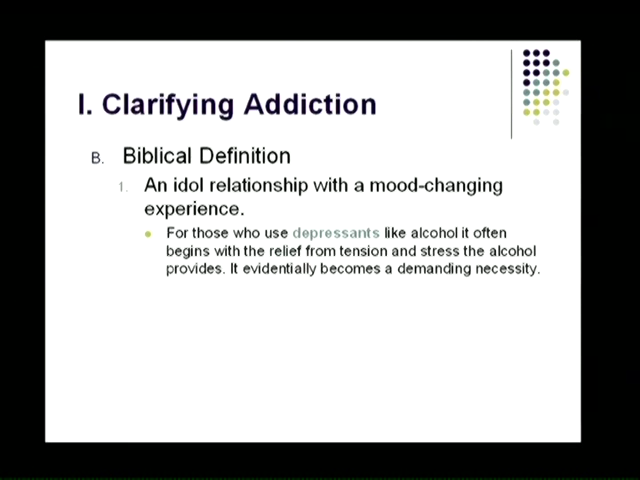 I. Clarifying Addiction
B. Biblical Definition
1. An idol relationship with a mood-changing
experience.
For those who use depressants like alcohol it often
begins with the relief from tension and stress the alcohol
provides. It evidentially becomes a demanding necessity.